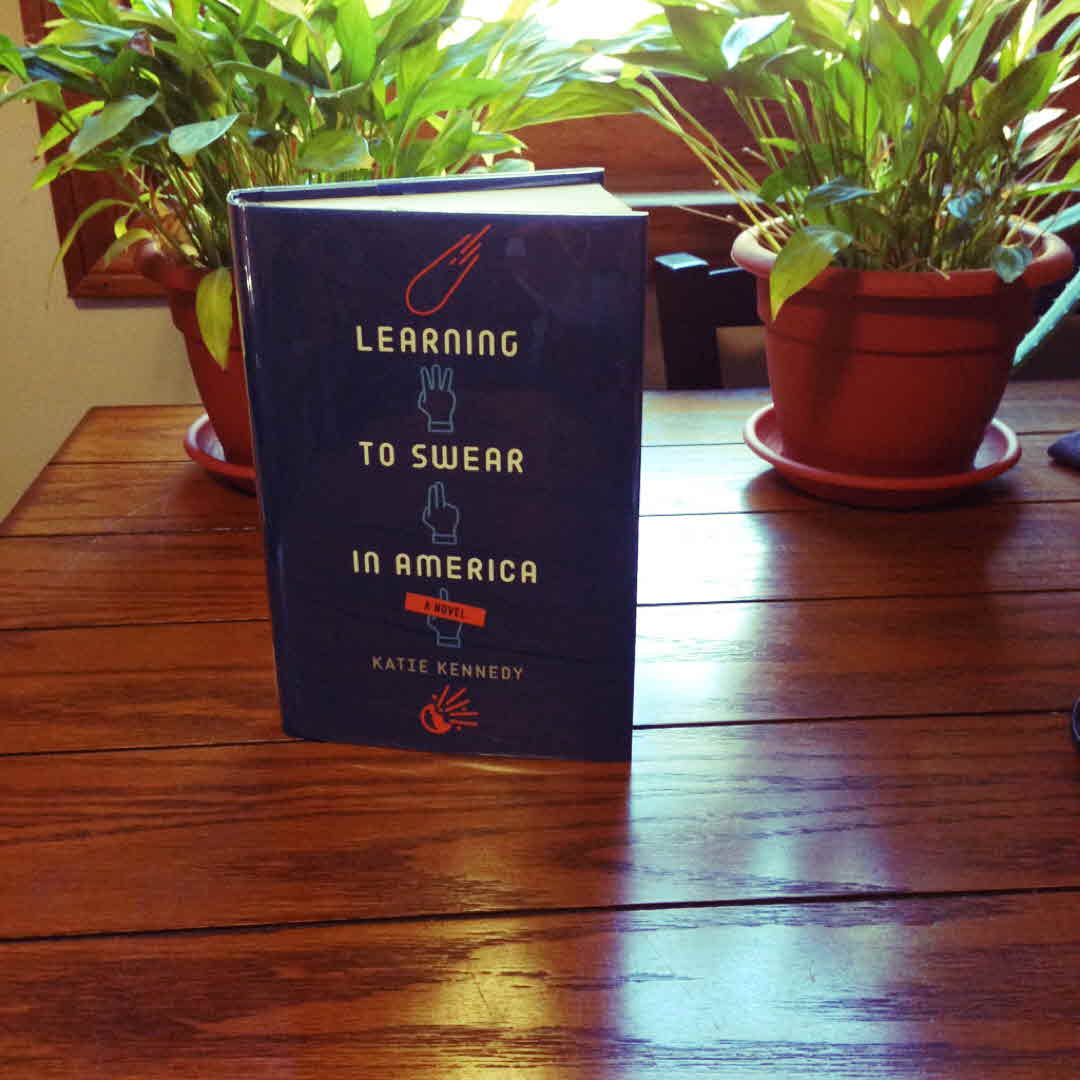 LEARNING
TO SWEAR
IN AMERICA
A NOVEL
KATIE KENNEDY